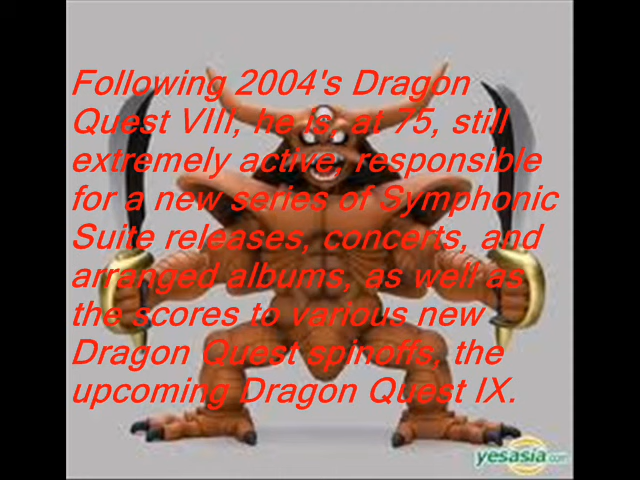 Following 2004's Dragon
Quest VIII, he is, at 75, still
extremely active, responsible
for a new series of Symphonic
Suite releases, concerts, and
arranged albums, as well as
the scores to various new
Dragon Quest spinoffs, the
upcoming Dragon Quest IX.
yesasia.com